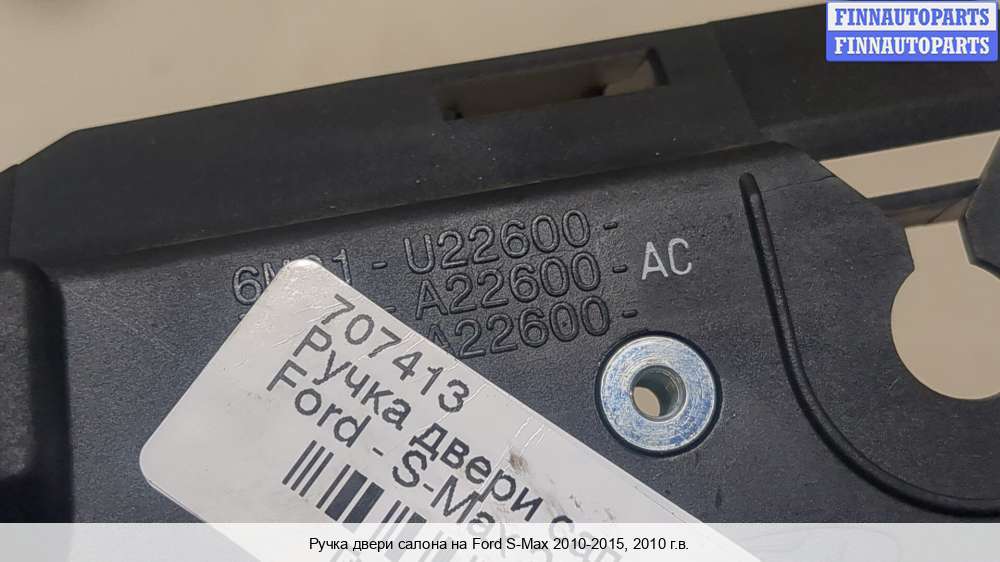 FINNAUTOPARTS
FINNAUTOPARTS
U22600-
A22600-AC
A22600-
707413
Ручка двери
Ford - S-Max
Ручка двери салона на Ford S-Max 2010-2015, 2010 г.в.